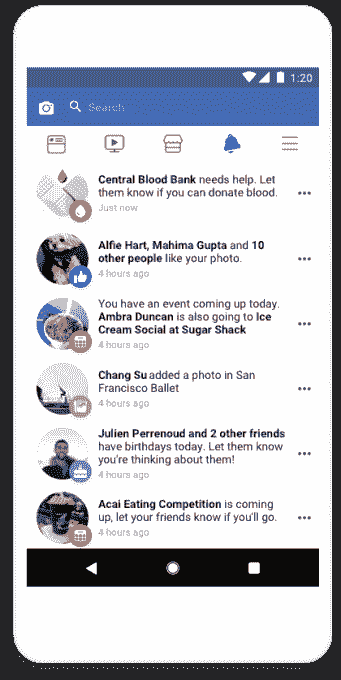 1:20
Search
Central Blood Bank needs help. Let
them know if you can donate blood.
Just now
Alfie Hart, Mahima Gupta and 10
other people like your photo.
4 hours ago
You have an event coming up today.
Ambra Duncan is also going to Ice
Cream Social at Sugar Shack
4 hours ago
Chang Su added a photo in San
Francisco Ballet
4 hours ago
Julien Perrenoud and 2 other friends
have birthdays today. Let them know
you're thinking about them!
4 hours ago
Acai Eating Competition is coming
up, let your friends know if you'll go.
4 hours ago